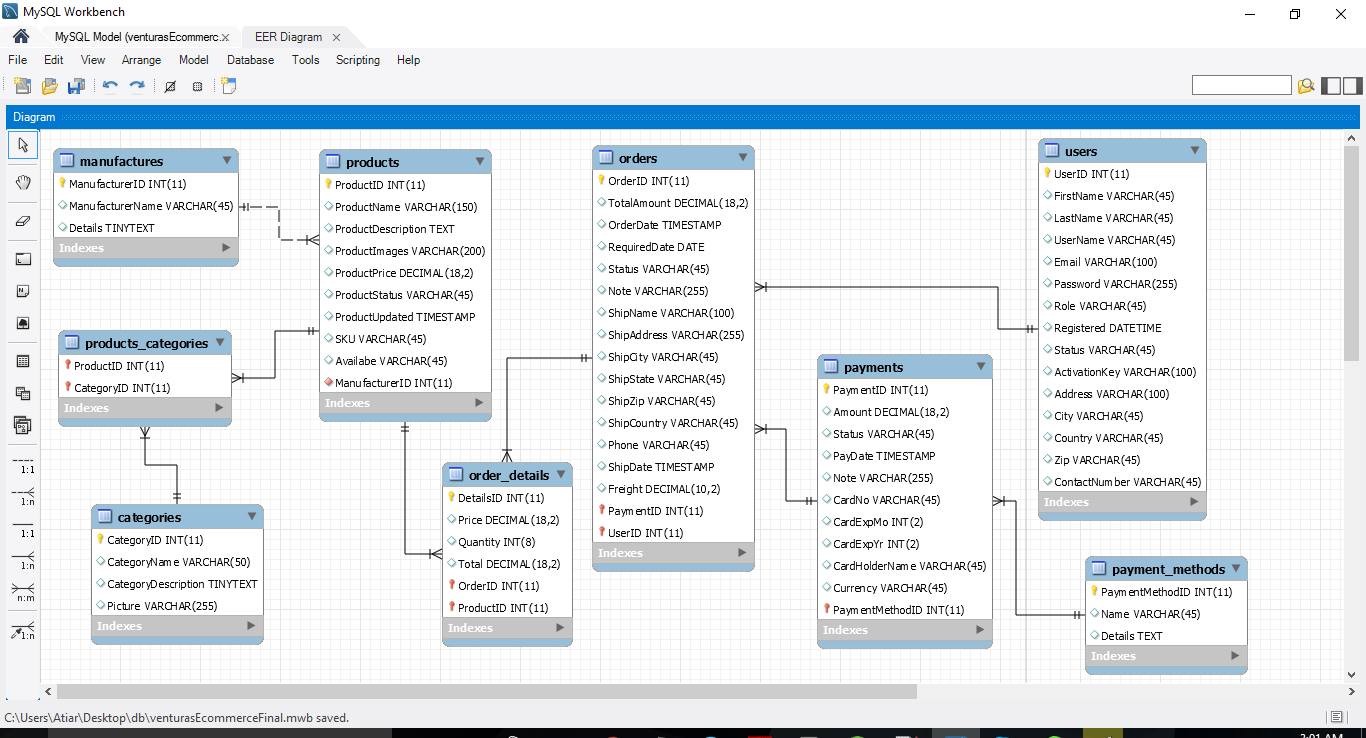 MySQL Workbench
MySQL Model (venturasEcommerc.x
EER Diagram
File Edit View Arrange Model Database Tools Scripting Help
Diagram
manufactures
ManufacturerID INT(11)
ManufacturerName VARCHAR(45)
Details TINYTEXT
Indexes
products
ProductID INT(11)
ProductName VARCHAR(150)
ProductDescription TEXT
ProductImages VARCHAR(200)
ProductPrice DECIMAL(18,2)
ProductStatus VARCHAR(45)
ProductUpdated TIMESTAMP
SKU VARCHAR(45)
Availabe VARCHAR(45)
ManufacturerID INT(11)
Indexes
orders
OrderID INT(11)
TotalAmount DECIMAL(18,2)
OrderDate TIMESTAMP
RequiredDate DATE
Status VARCHAR(45)
Note VARCHAR(255)
ShipName VARCHAR(100)
ShipAddress VARCHAR(255)
ShipCity VARCHAR(45)
ShipState VARCHAR(45)
ShipZip VARCHAR(45)
ShipCountry VARCHAR(45)
Phone VARCHAR(45)
ShipDate TIMESTAMP
Freight DECIMAL(10,2)
PaymentID INT(11)
UserID INT(11)
Indexes
users
UserID INT(11)
FirstName VARCHAR(45)
LastName VARCHAR(45)
UserName VARCHAR(45)
Email VARCHAR(100)
Password VARCHAR(255)
Role VARCHAR(45)
Registered DATETIME
Status VARCHAR(45)
ActivationKey VARCHAR(100)
Address VARCHAR(100)
City VARCHAR(45)
Country VARCHAR(45)
Zip VARCHAR(45)
ContactNumber VARCHAR(45)
Indexes
products_categories
ProductID INT(11)
CategoryID INT(11)
Indexes
payments
PaymentID INT(11)
Amount DECIMAL(18,2)
Status VARCHAR(45)
PayDate TIMESTAMP
Note VARCHAR(255)
CardNo VARCHAR(45)
CardExpMo INT(2)
CardExpYr INT(2)
CardHolderName VARCHAR(45)
Currency VARCHAR(45)
PaymentMethodID INT(11)
Indexes
order_details
DetailsID INT(11)
Price DECIMAL(18,2)
Quantity INT(8)
Total DECIMAL(18,2)
OrderID INT(11)
ProductID INT(11)
Indexes
categories
CategoryID INT(11)
CategoryName VARCHAR(50)
CategoryDescription TINYTEXT
Picture VARCHAR(255)
Indexes
payment_methods
PaymentMethodID INT(11)
Name VARCHAR(45)
Details TEXT
Indexes
1:1
1:n
1:1
1:n
n:m
1:n
C:\Users\Atiar\Desktop\db\venturasEcommerceFinal.mwb saved.